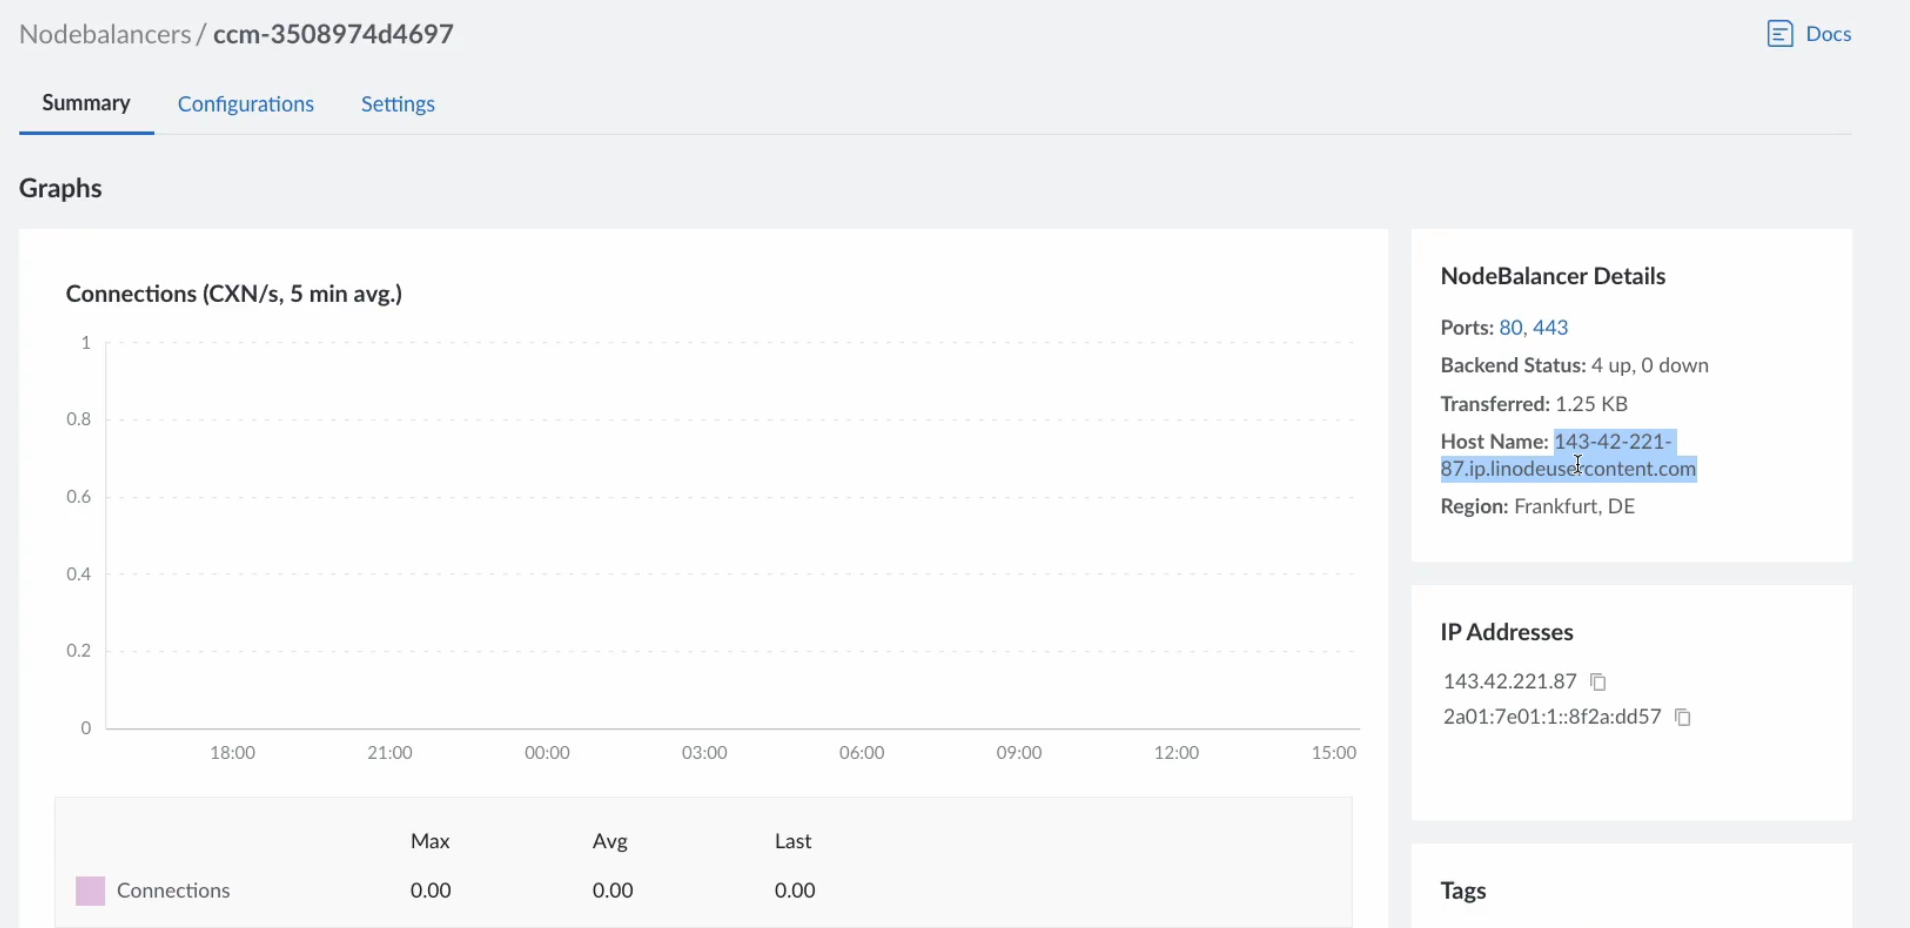 Nodebalancers / ccm-3508974d4697
Docs
Summary Configurations Settings
Graphs
Connections (CXN/s, 5 min avg.)
1
0.8
0.6
0.4
0.2
0
18:00 21:00 00:00 03:00 06:00 09:00 12:00 15:00
Max Avg Last
Connections 0.00 0.00 0.00
NodeBalancer Details
Ports: 80, 443
Backend Status: 4 up, 0 down
Transferred: 1.25 KB
Host Name: 143-42-221-
87.ip.linodeusercontent.com
Region: Frankfurt, DE
IP Addresses
143.42.221.87
2a01:7e01:1::8f2a:dd57
Tags